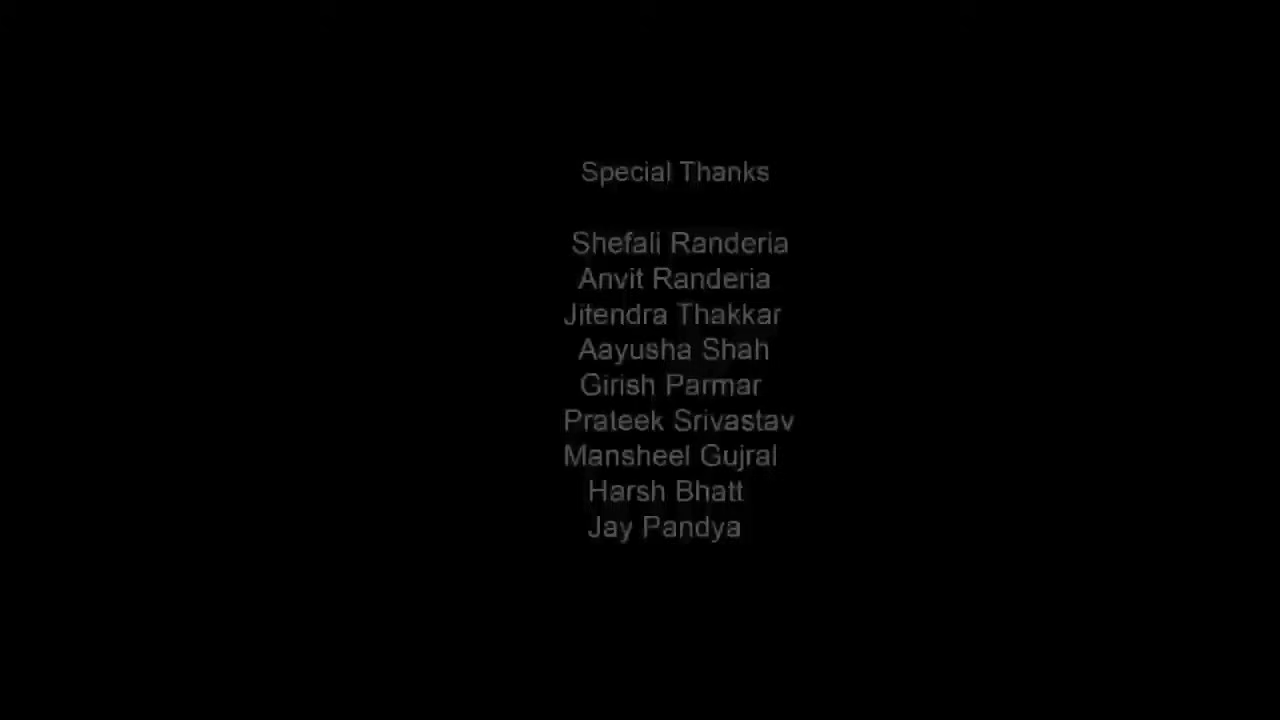 Special Thanks
Shefali Randeria
Anvit Randeria
Jitendra Thakkar
Aayusha Shah
Girish Parmar
Prateek Srivastav
Mansheel Gujral
Harsh Bhatt
Jay Pandya